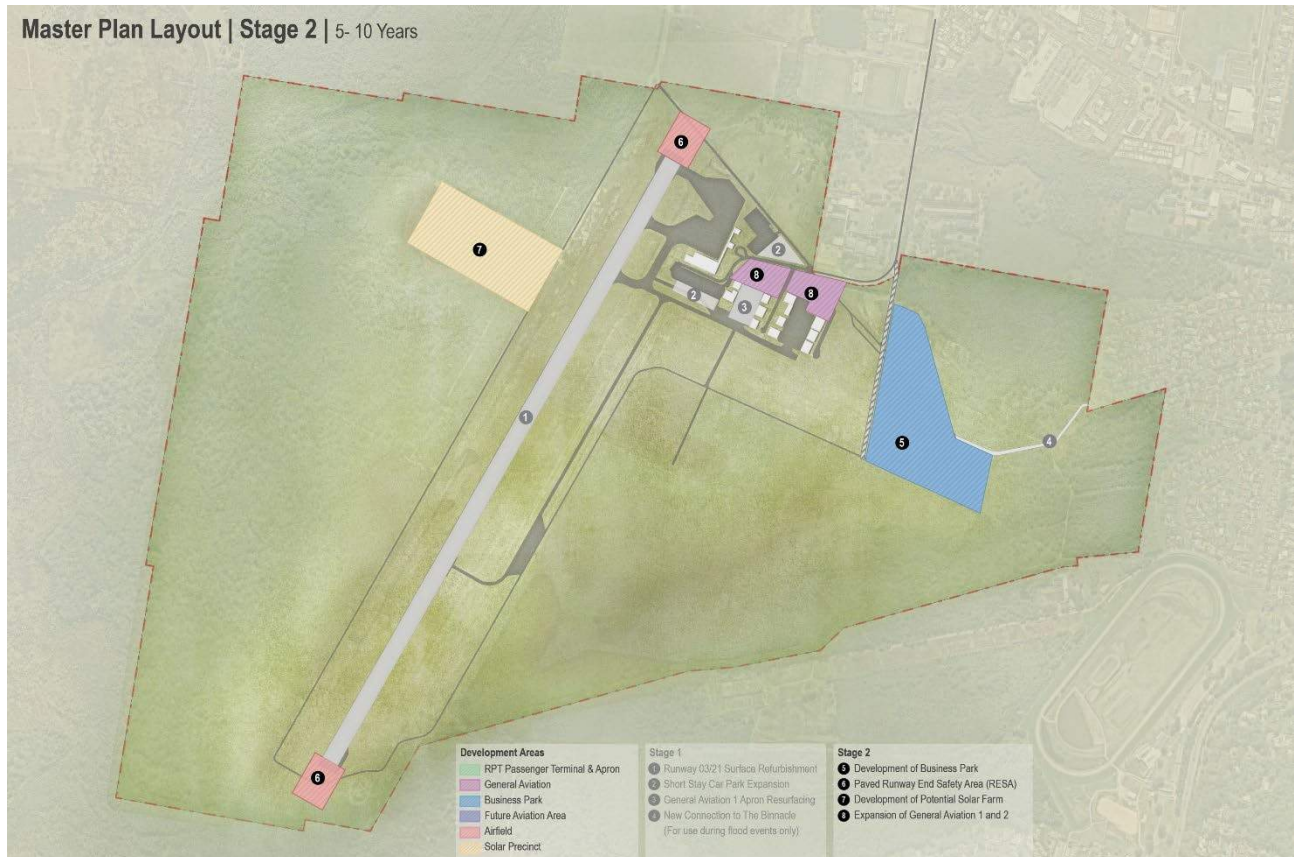 Master Plan Layout | Stage 2 | 5- 10 Years
6
7
2
8
8
2
3
1
5
4
6
Development Areas
RPT Passenger Terminal & Apron
General Aviation
Business Park
Future Aviation Area
Airfield
Solar Precinct
Stage 1
1 Runway 03/21 Surface Refurbishment
2 Short Stay Car Park Expansion
3 General Aviation 1 Apron Resurfacing
4 New Connection to The Binnacle
(For use during flood events only)
Stage 2
5 Development of Business Park
6 Paved Runway End Safety Area (RESA)
7 Development of Potential Solar Farm
8 Expansion of General Aviation 1 and 2